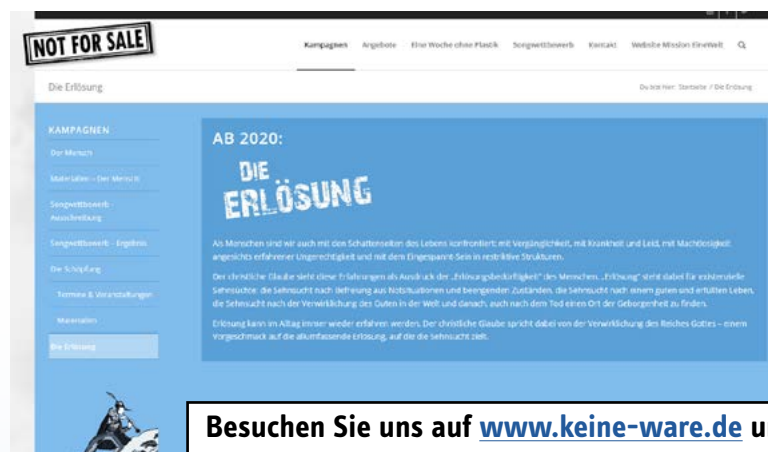 NOT FOR SALE
Kampagnen Angebote Eine Woche ohne Plastik Songwettbewerb Kontakt Website Mission EineWelt
Die Erlösung
Du bist hier: Startseite / Die Erlösung
KAMPAGNEN
Der Mensch
Materialien – Der Mensch
Songwettbewerb -
Ausschreibung
Songwettbewerb – Ergebnis
Die Schöpfung
Termine & Veranstaltungen
Materialien
Die Erlösung
AB 2020:
DIE
ERLÖSUNG
Als Menschen sind wir auch mit den Schattenseiten des Lebens konfrontiert: mit Vergänglichkeit, mit Krankheit und Leid, mit Machtlosigkeit
angesichts erfahrener Ungerechtigkeit und mit dem Eingespannt-Sein in restriktive Strukturen.
Der christliche Glaube sieht diese Erfahrungen als Ausdruck der „Erlösungsbedürftigkeit“ des Menschen. „Erlösung“ steht dabei für existenzielle
Sehnsüchte: die Sehnsucht nach Befreiung aus Notsituationen und beengenden Zuständen, die Sehnsucht nach einem guten und erfüllten Leben,
die Sehnsucht nach der Verwirklichung des Guten in der Welt und danach, auch nach dem Tod einen Ort der Geborgenheit zu finden.
Erlösung kann im Alltag immer wieder erfahren werden. Der christliche Glaube spricht dabei von der Verwirklichung des Reiches Gottes – einem
Vorgeschmack auf die allumfassende Erlösung, auf die die Sehnsucht zielt.
Besuchen Sie uns auf www.keine-ware.de u